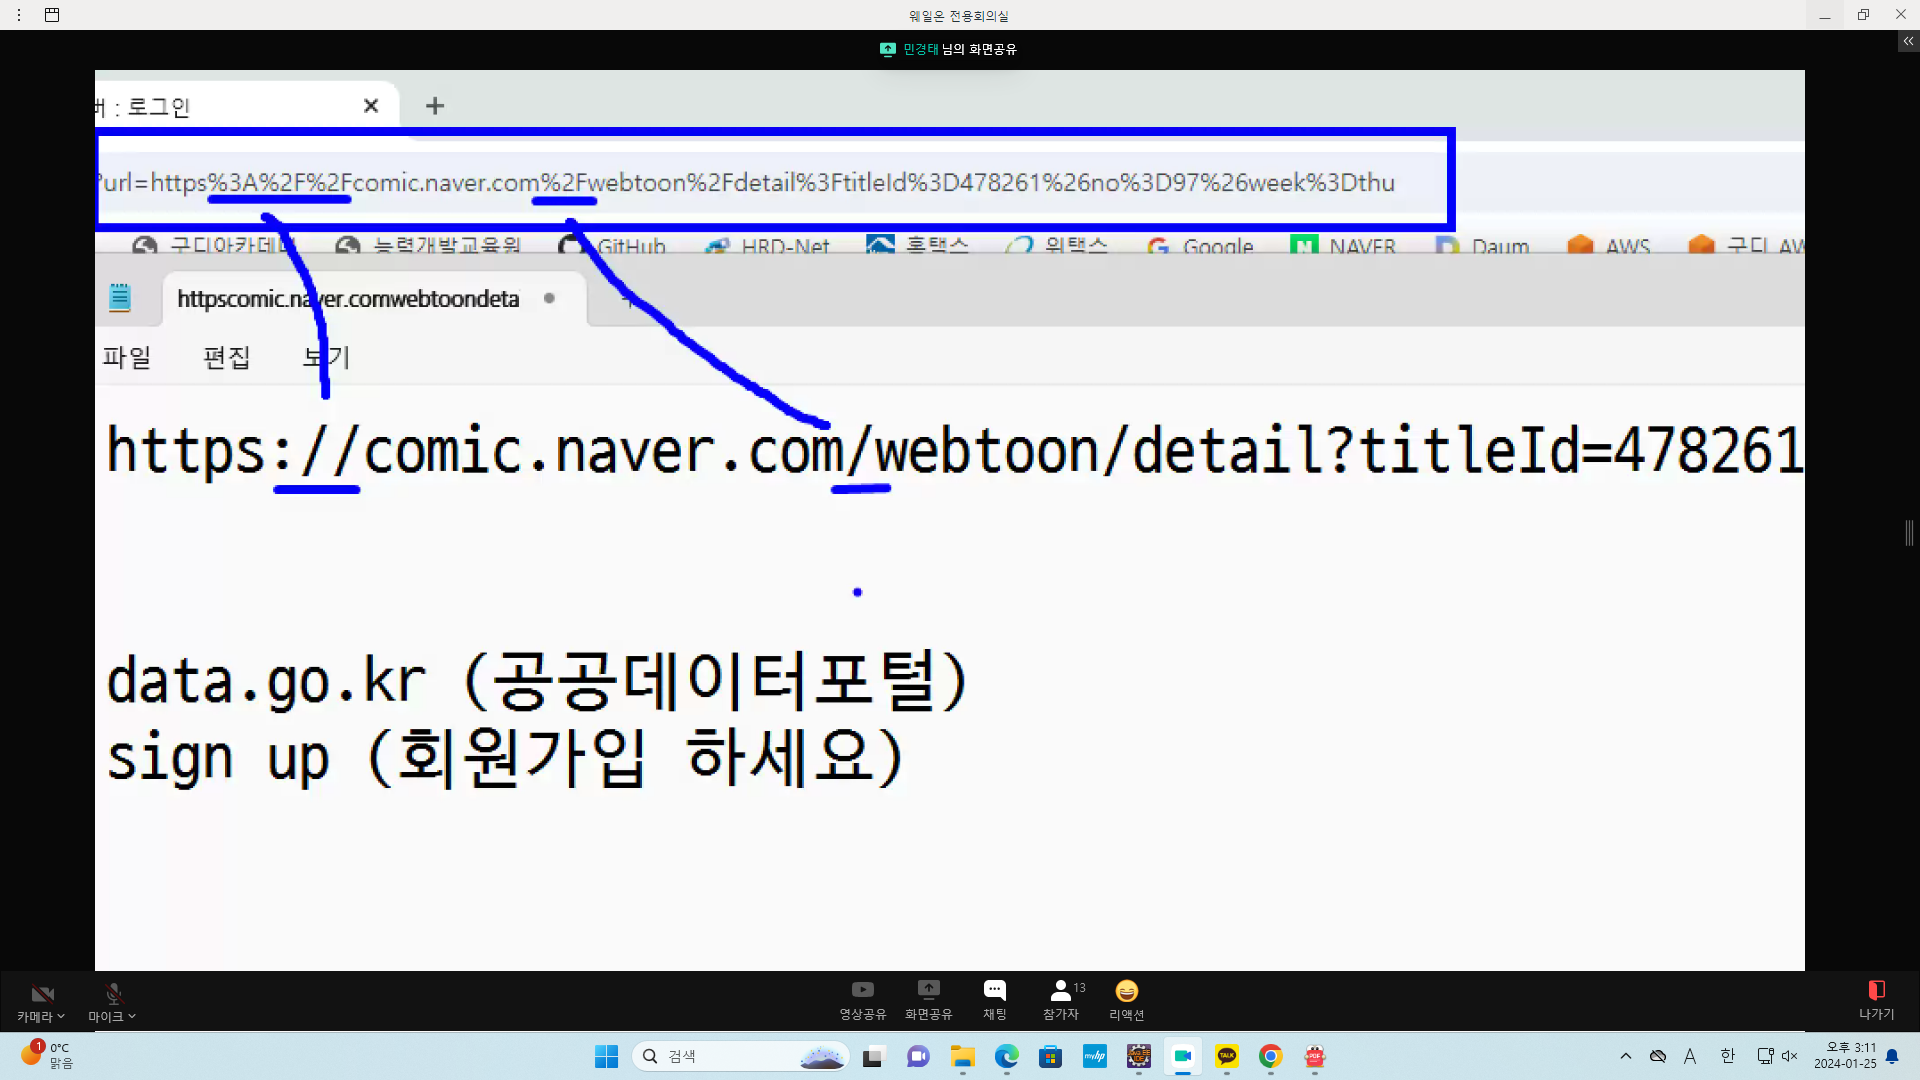 웨일온 전용회의실
민경태 님의 화면공유
버 : 로그인
?url=https%3A%2F%2Fcomic.naver.com%2Fwebtoon%2Fdetail%3FtitleId%3D478261%26no%3D97%26week%3Dthu
구디아카데미 능력개발교육원 GitHub HRD-Net 홈택스 위택스 Google NAVER Daum AWS 구디 AW
httpscomic.naver.comwebtoondeta
파일 편집 보기
https://comic.naver.com/webtoon/detail?titleId=478261
data.go.kr (공공데이터포털)
sign up (회원가입 하세요)
카메라 마이크 영상공유 화면공유 채팅 참가자 13 리액션 나가기
1 0°C
맑음
검색
A 한
오후 3:11
2024-01-25